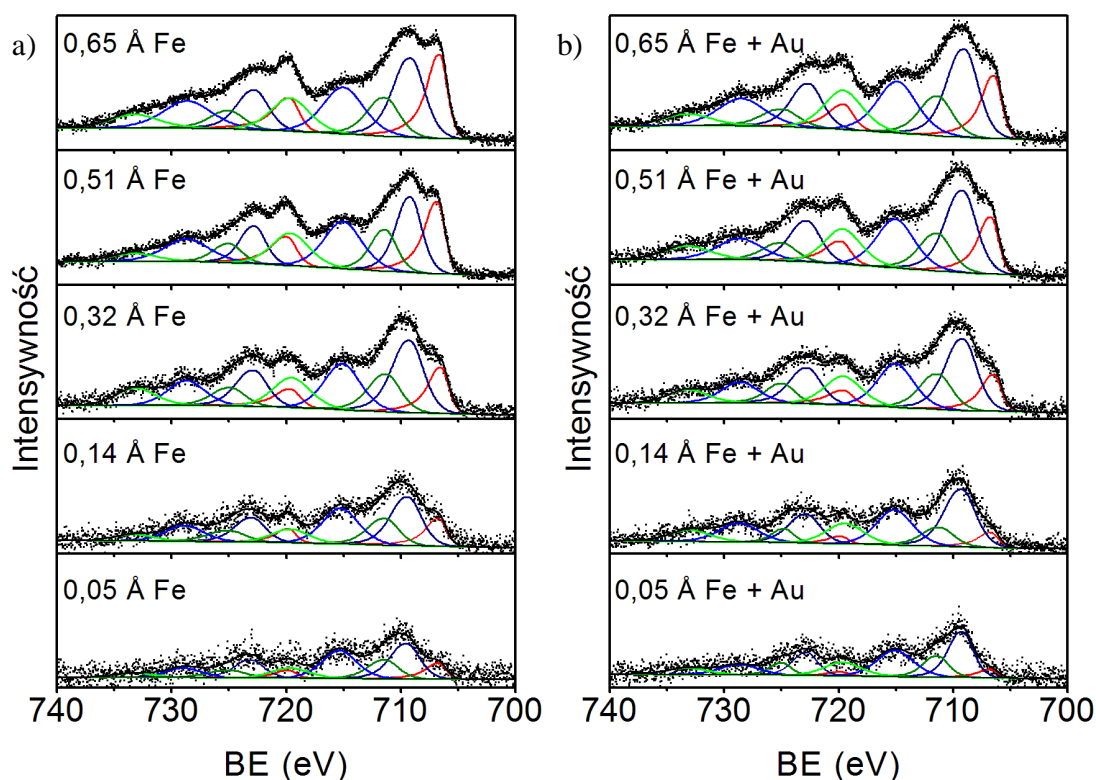 a)
0,65 Å Fe
0,51 Å Fe
0,32 Å Fe
0,14 Å Fe
0,05 Å Fe
Intensywność
740 730 720 710 700
BE (eV)
b)
0,65 Å Fe + Au
0,51 Å Fe + Au
0,32 Å Fe + Au
0,14 Å Fe + Au
0,05 Å Fe + Au
Intensywność
740 730 720 710 700
BE (eV)